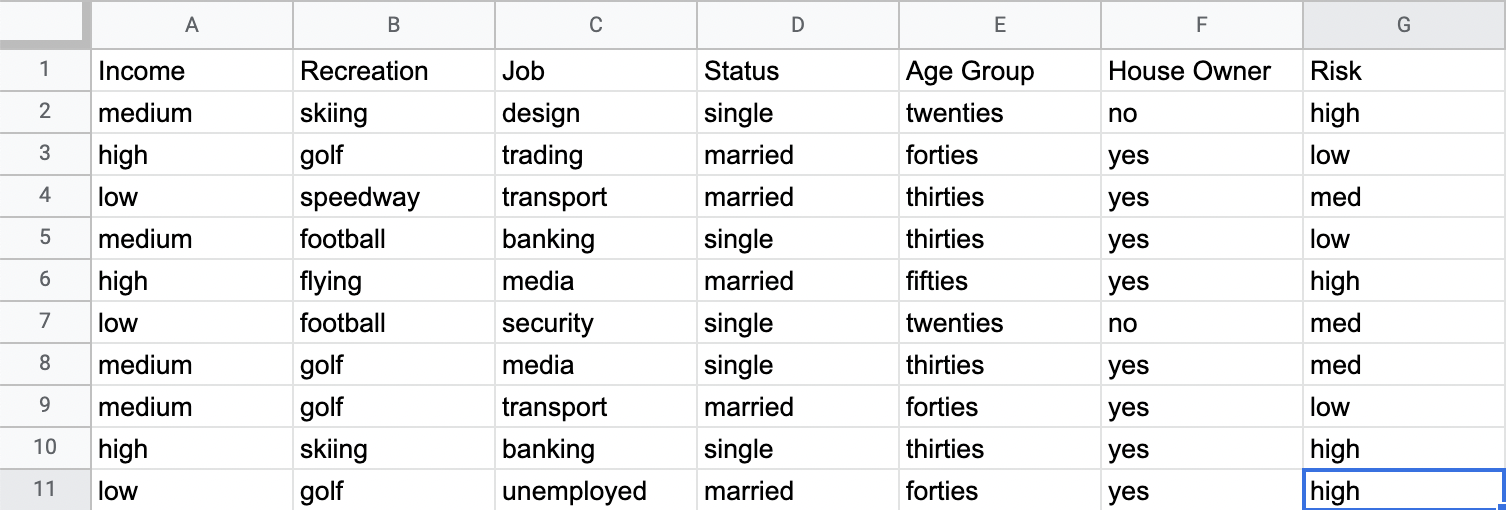 A B C D E F G
1 Income Recreation Job Status Age Group House Owner Risk
2 medium skiing design single twenties no high
3 high golf trading married forties yes low
4 low speedway transport married thirties yes med
5 medium football banking single thirties yes low
6 high flying media married fifties yes high
7 low football security single twenties no med
8 medium golf media single thirties yes med
9 medium golf transport married forties yes low
10 high skiing banking single thirties yes high
11 low golf unemployed married forties yes high